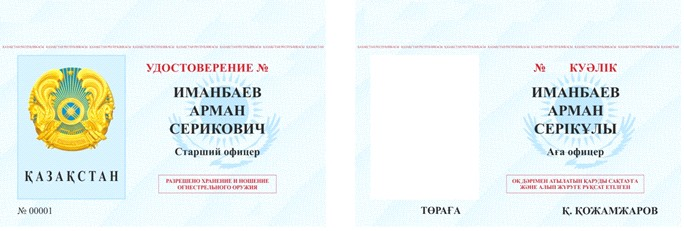 УДОСТОВЕРЕНИЕ №
ИМАНБАЕВ
АРМАН
СЕРИКОВИЧ
Старший офицер
РАЗРЕШЕНО ХРАНЕНИЕ И НОШЕНИЕ
ОГНЕСТРЕЛЬНОГО ОРУЖИЯ
ҚАЗАҚСТАН
№ 00001
№ КУӘЛІК
ИМАНБАЕВ
АРМАН
СЕРІКҰЛЫ
Аға офицер
ОҚ ДӘРІМЕН АТЫЛАТЫН ҚАРУДЫ САҚТАУҒА
ЖӘНЕ АЛЫП ЖҮРУГЕ РҰҚСАТ ЕТІЛГЕН
ТӨРАҒА Қ. ҚОЖАМЖАРОВ